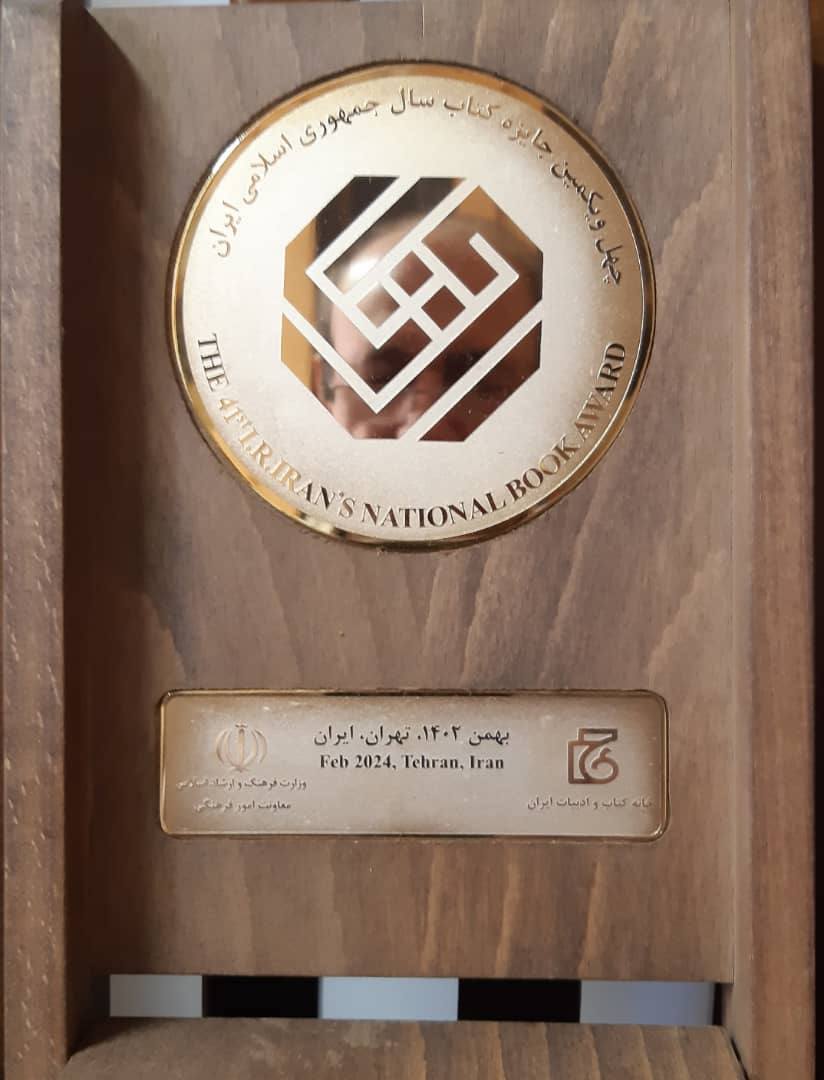 چهل و یکمین جایزه کتاب سال جمهوری اسلامی ایران
THE 41ˢᵗ I.R.IRAN'S NATIONAL BOOK AWARD
بهمن ۱۴۰۲، تهران، ایران
Feb 2024, Tehran, Iran
خانه کتاب و ادبیات ایران
وزارت فرهنگ و ارشاد اسلامی
معاونت امور فرهنگی